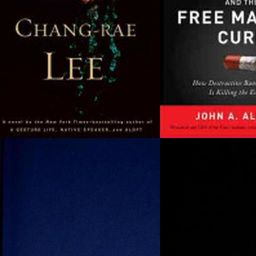 CHANG-RAE
LEE
A novel by the New York Times-bestselling author of
A GESTURE LIFE, NATIVE SPEAKER, and ALOFT
AND THE
FREE MA
CUR
How Destructive Ban
Is Killing the E
JOHN A. AL